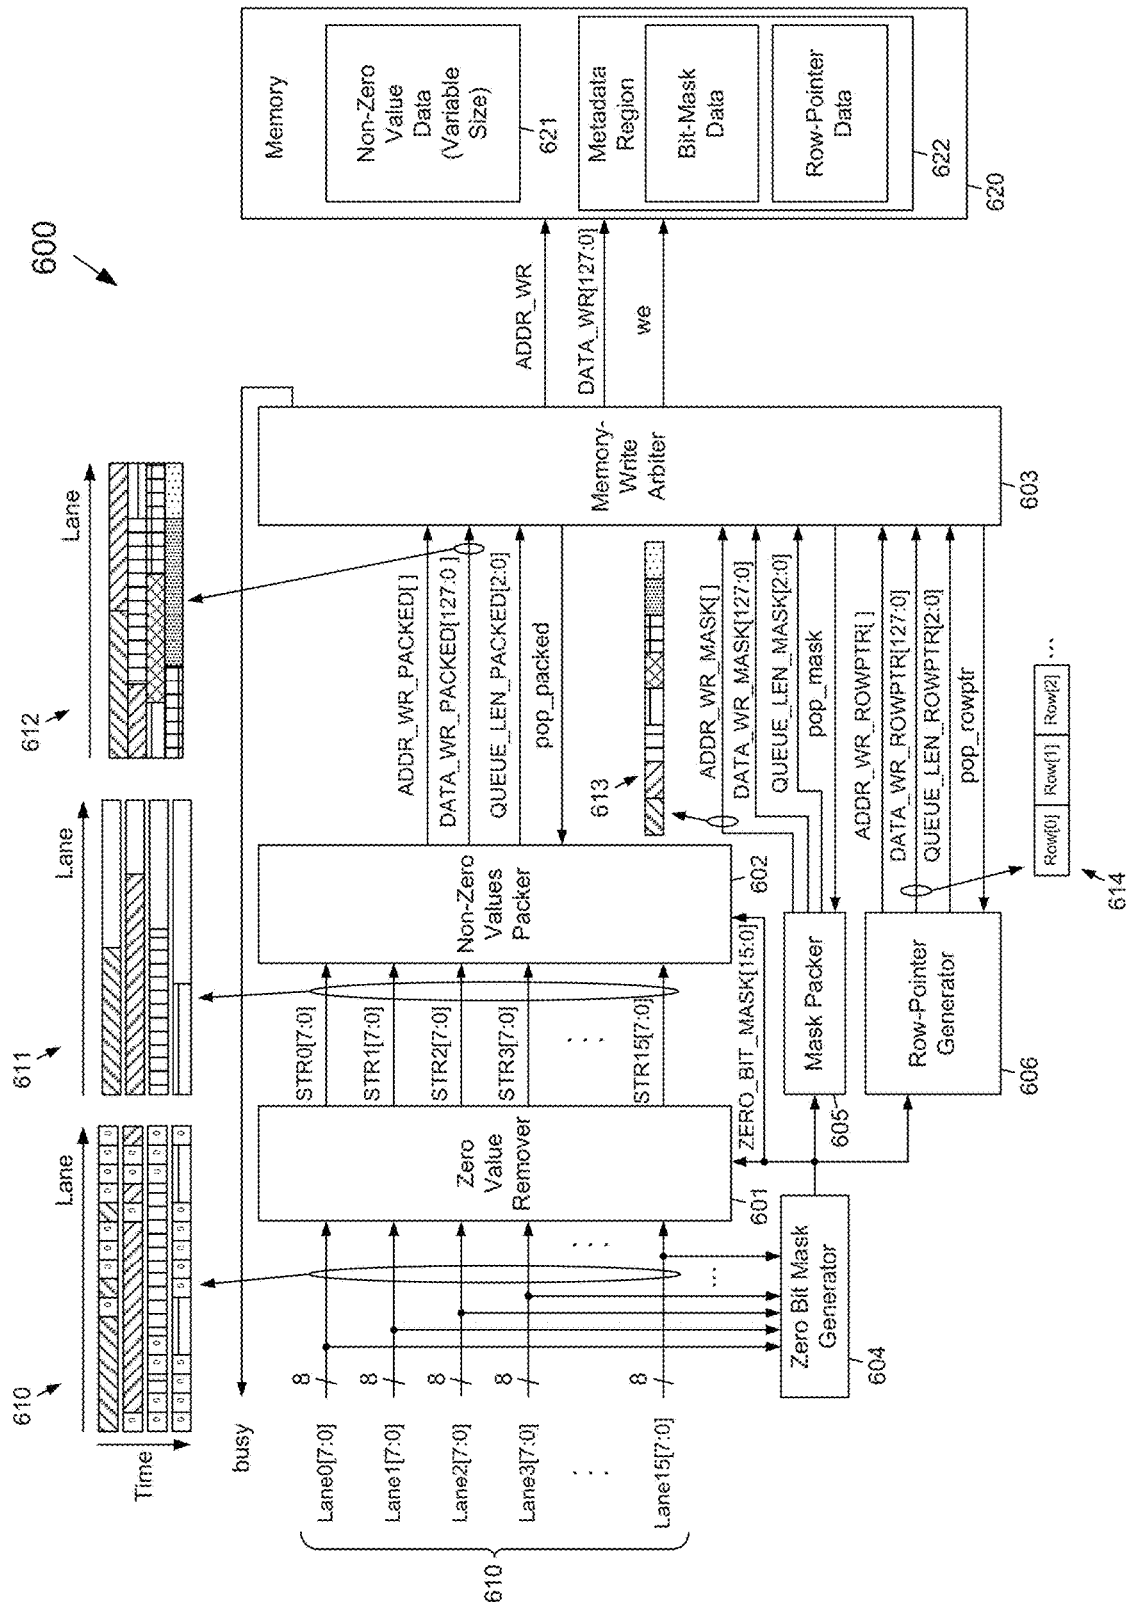 600
610
Lane
Time
611
Lane
612
Lane
busy
610
Lane0[7:0]
Lane1[7:0]
Lane2[7:0]
Lane3[7:0]
. . .
Lane15[7:0]
8
8
8
8
8
. . .
...
Zero Bit Mask
Generator
604
Zero
Value
Remover
601
STR0[7:0]
STR1[7:0]
STR2[7:0]
STR3[7:0]
. . .
STR15[7:0]
ZERO_BIT_MASK[15:0]
Non-Zero
Values
Packer
602
Mask Packer
605
Row-Pointer
Generator
606
ADDR_WR_PACKED[ ]
DATA_WR_PACKED[127:0 ]
QUEUE_LEN_PACKED[2:0]
pop_packed
613
ADDR_WR_MASK[ ]
DATA_WR_MASK[127:0]
QUEUE_LEN_MASK[2:0]
pop_mask
ADDR_WR_ROWPTR[ ]
DATA_WR_ROWPTR[127:0]
QUEUE_LEN_ROWPTR[2:0]
pop_rowptr
Row[0] Row[1] Row[2] ...
614
Memory-
Write
Arbiter
603
ADDR_WR
DATA_WR[127:0]
we
Memory
Non-Zero
Value
Data
(Variable
Size)
621
Metadata
Region
Bit-Mask
Data
Row-Pointer
Data
622
620